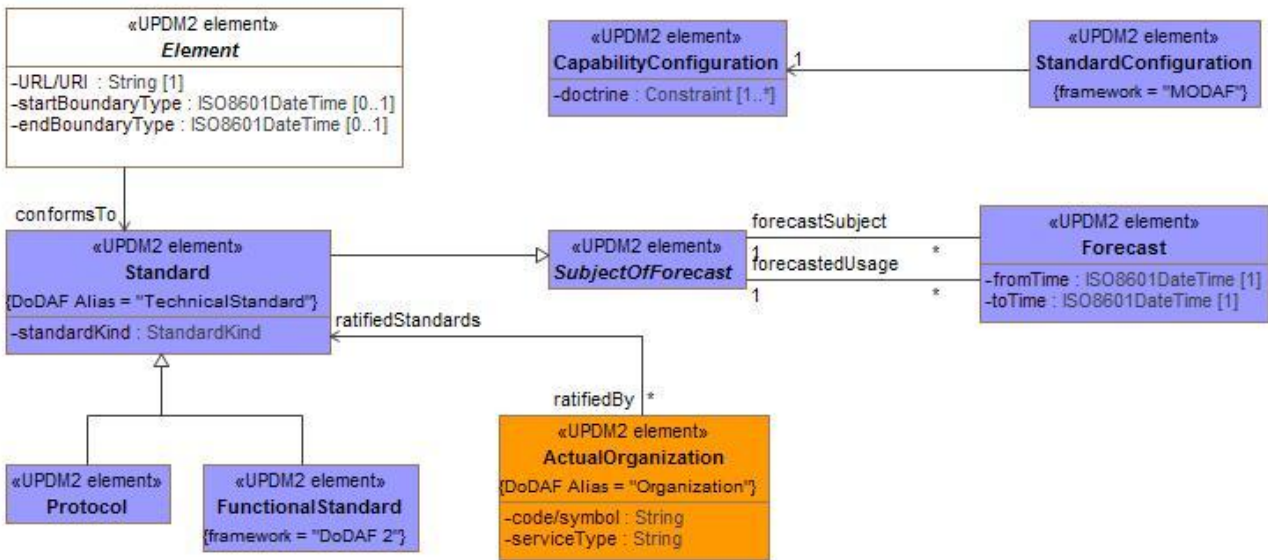 «UPDM2 element»
Element
-URL/URI : String [1]
-startBoundaryType : ISO8601DateTime [0..1]
-endBoundaryType : ISO8601DateTime [0..1]
«UPDM2 element»
CapabilityConfiguration
-doctrine : Constraint [1..*]
1
«UPDM2 element»
StandardConfiguration
{framework = "MODAF"}
conformsTo
«UPDM2 element»
Standard
{DoDAF Alias = "TechnicalStandard"}
-standardKind : StandardKind
«UPDM2 element»
SubjectOfForecast
forecastSubject
1
*
forecastedUsage
1
*
«UPDM2 element»
Forecast
-fromTime : ISO8601DateTime [1]
-toTime : ISO8601DateTime [1]
ratifiedStandards
ratifiedBy
*
«UPDM2 element»
Protocol
«UPDM2 element»
FunctionalStandard
{framework = "DoDAF 2"}
«UPDM2 element»
ActualOrganization
{DoDAF Alias = "Organization"}
-code/symbol : String
-serviceType : String